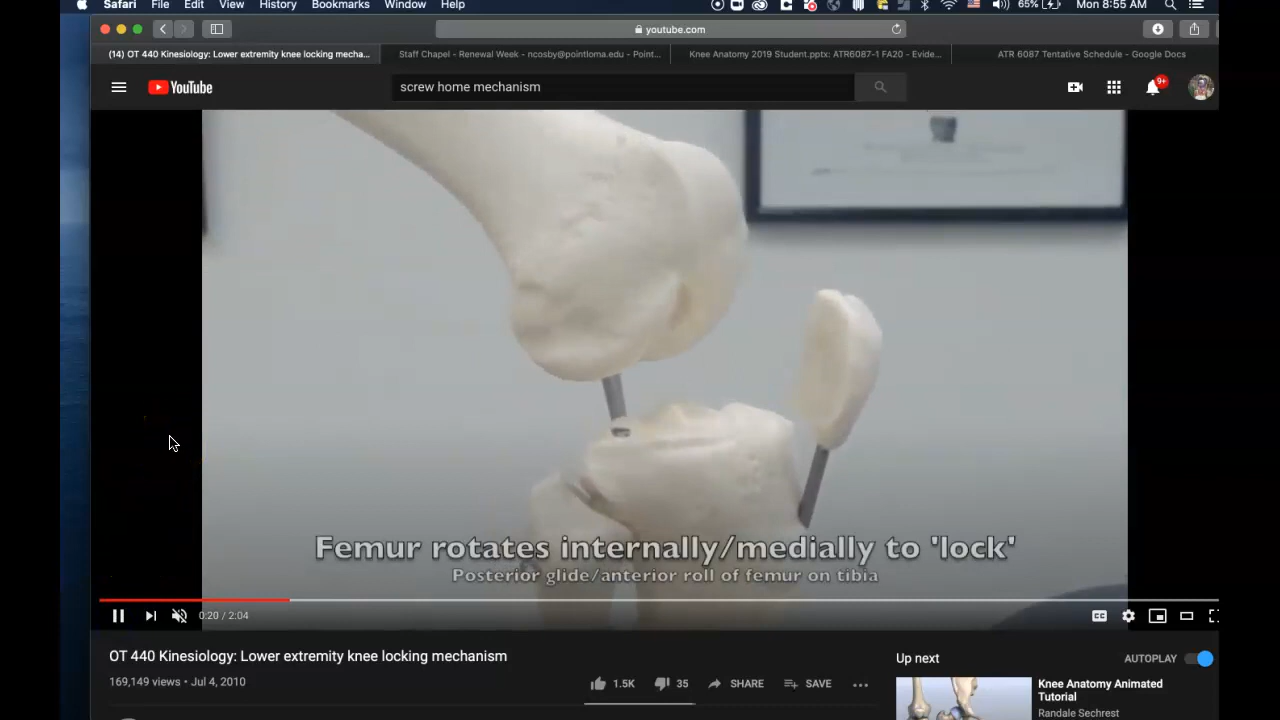 Safari File Edit View History Bookmarks Window Help 65% Mon 8:55 AM
youtube.com
(14) OT 440 Kinesiology: Lower extremity knee locking mecha... Staff Chapel - Renewal Week - ncosby@pointloma.edu - Point... Knee Anatomy 2019 Student.pptx: ATR6087-1 FA20 - Evide... ATR 6087 Tentative Schedule - Google Docs
YouTube screw home mechanism 9+
Femur rotates internally/medially to 'lock'
Posterior glide/anterior roll of femur on tibia
0:20 / 2:04 CC
OT 440 Kinesiology: Lower extremity knee locking mechanism
169,149 views • Jul 4, 2010
1.5K 35 SHARE SAVE
Up next AUTOPLAY
Knee Anatomy Animated
Tutorial
Randale Sechrest